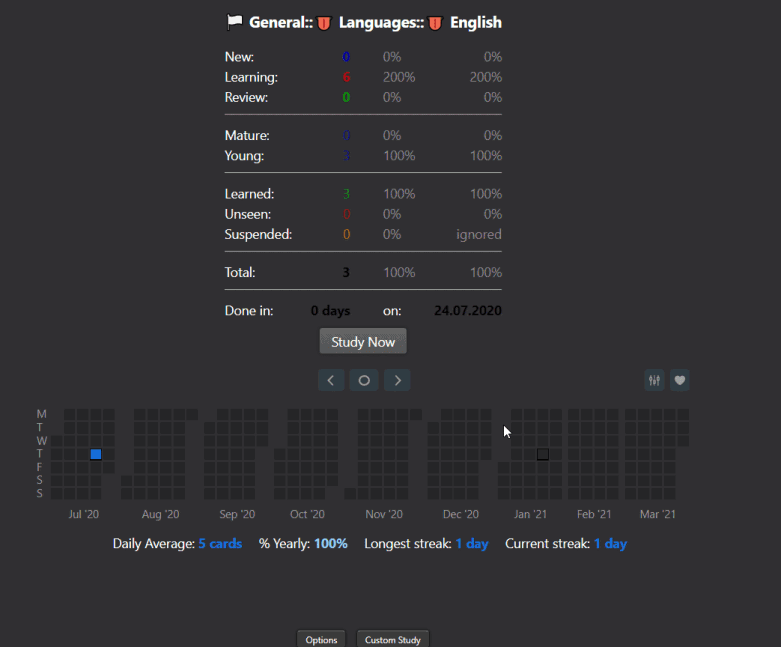 General:: Languages:: English
New: 0 0% 0%
Learning: 6 200% 200%
Review: 0 0% 0%
Mature: 0 0% 0%
Young: 3 100% 100%
Learned: 3 100% 100%
Unseen: 0 0% 0%
Suspended: 0 0% ignored
Total: 3 100% 100%
Done in: 0 days on: 24.07.2020
Study Now
M
T
W
T
F
S
S
Jul '20 Aug '20 Sep '20 Oct '20 Nov '20 Dec '20 Jan '21 Feb '21 Mar '21
Daily Average: 5 cards % Yearly: 100% Longest streak: 1 day Current streak: 1 day
Options Custom Study